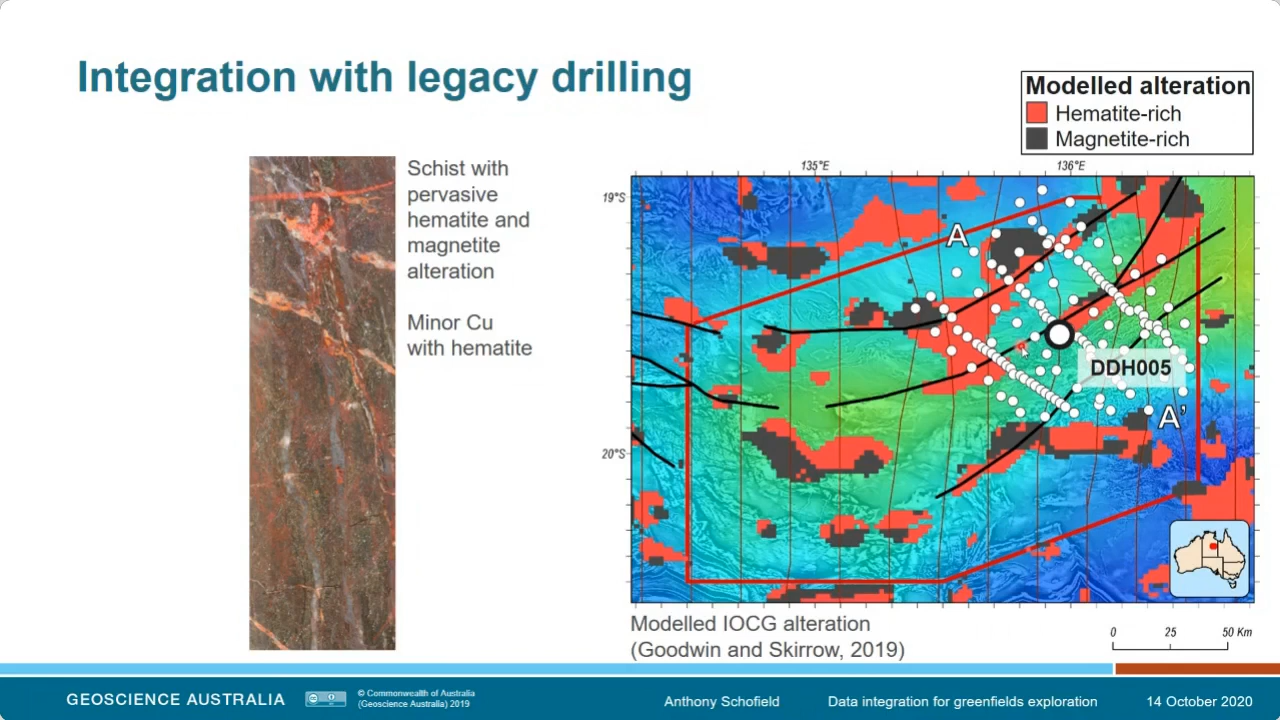 Integration with legacy drilling
Modelled alteration
Hematite-rich
Magnetite-rich
Schist with
pervasive
hematite and
magnetite
alteration
Minor Cu
with hematite
135°E
136°E
19°S
20°S
A
DDH005
A'
Modelled IOCG alteration
(Goodwin and Skirrow, 2019)
0 25 50 Km
GEOSCIENCE AUSTRALIA
© Commonwealth of Australia
(Geoscience Australia) 2019
Anthony Schofield
Data integration for greenfields exploration
14 October 2020